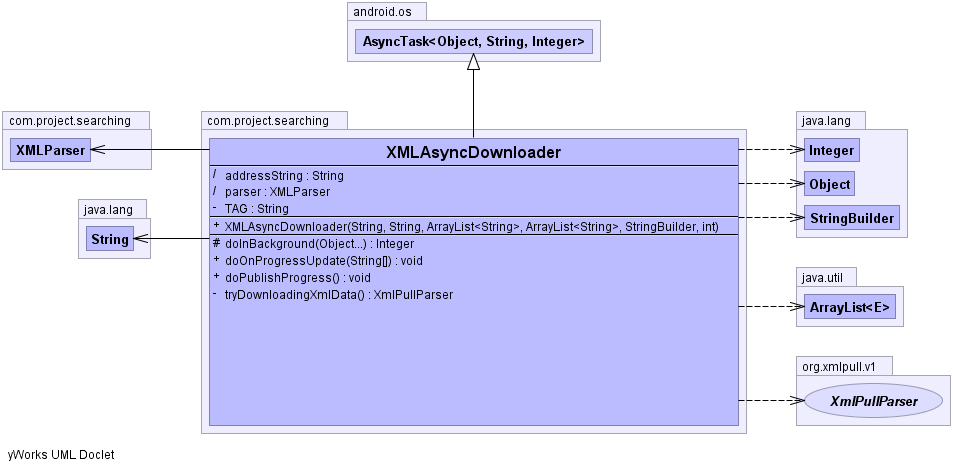 android.os
AsyncTask<Object, String, Integer>
com.project.searching
XMLParser
java.lang
String
com.project.searching
XMLAsyncDownloader
/ addressString : String
/ parser : XMLParser
- TAG : String
+ XMLAsyncDownloader(String, String, ArrayList<String>, ArrayList<String>, StringBuilder, int)
# doInBackground(Object...) : Integer
+ doOnProgressUpdate(String[]) : void
+ doPublishProgress() : void
- tryDownloadingXmlData() : XmlPullParser
java.lang
Integer
Object
StringBuilder
java.util
ArrayList<E>
org.xmlpull.v1
XmlPullParser
yWorks UML Doclet